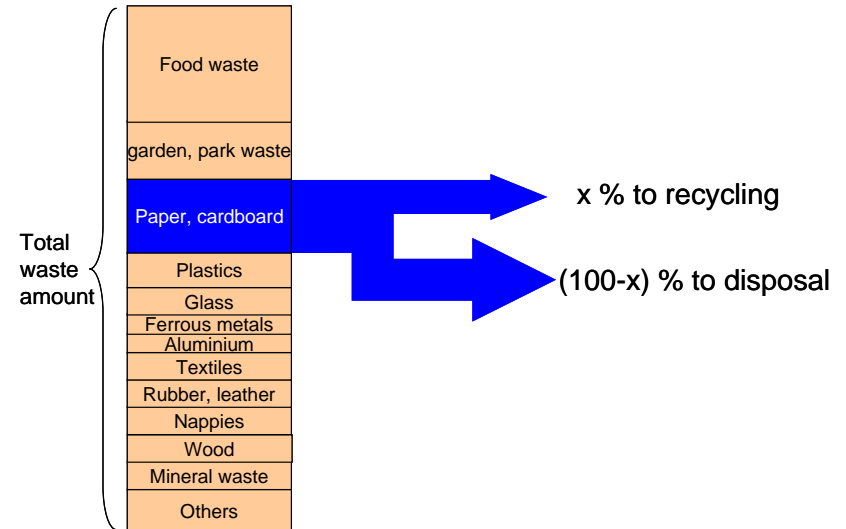 Food waste
garden, park waste
Paper, cardboard
x % to recycling
Total
waste
amount
Plastics
(100-x) % to disposal
Glass
Ferrous metals
Aluminium
Textiles
Rubber, leather
Nappies
Wood
Mineral waste
Others